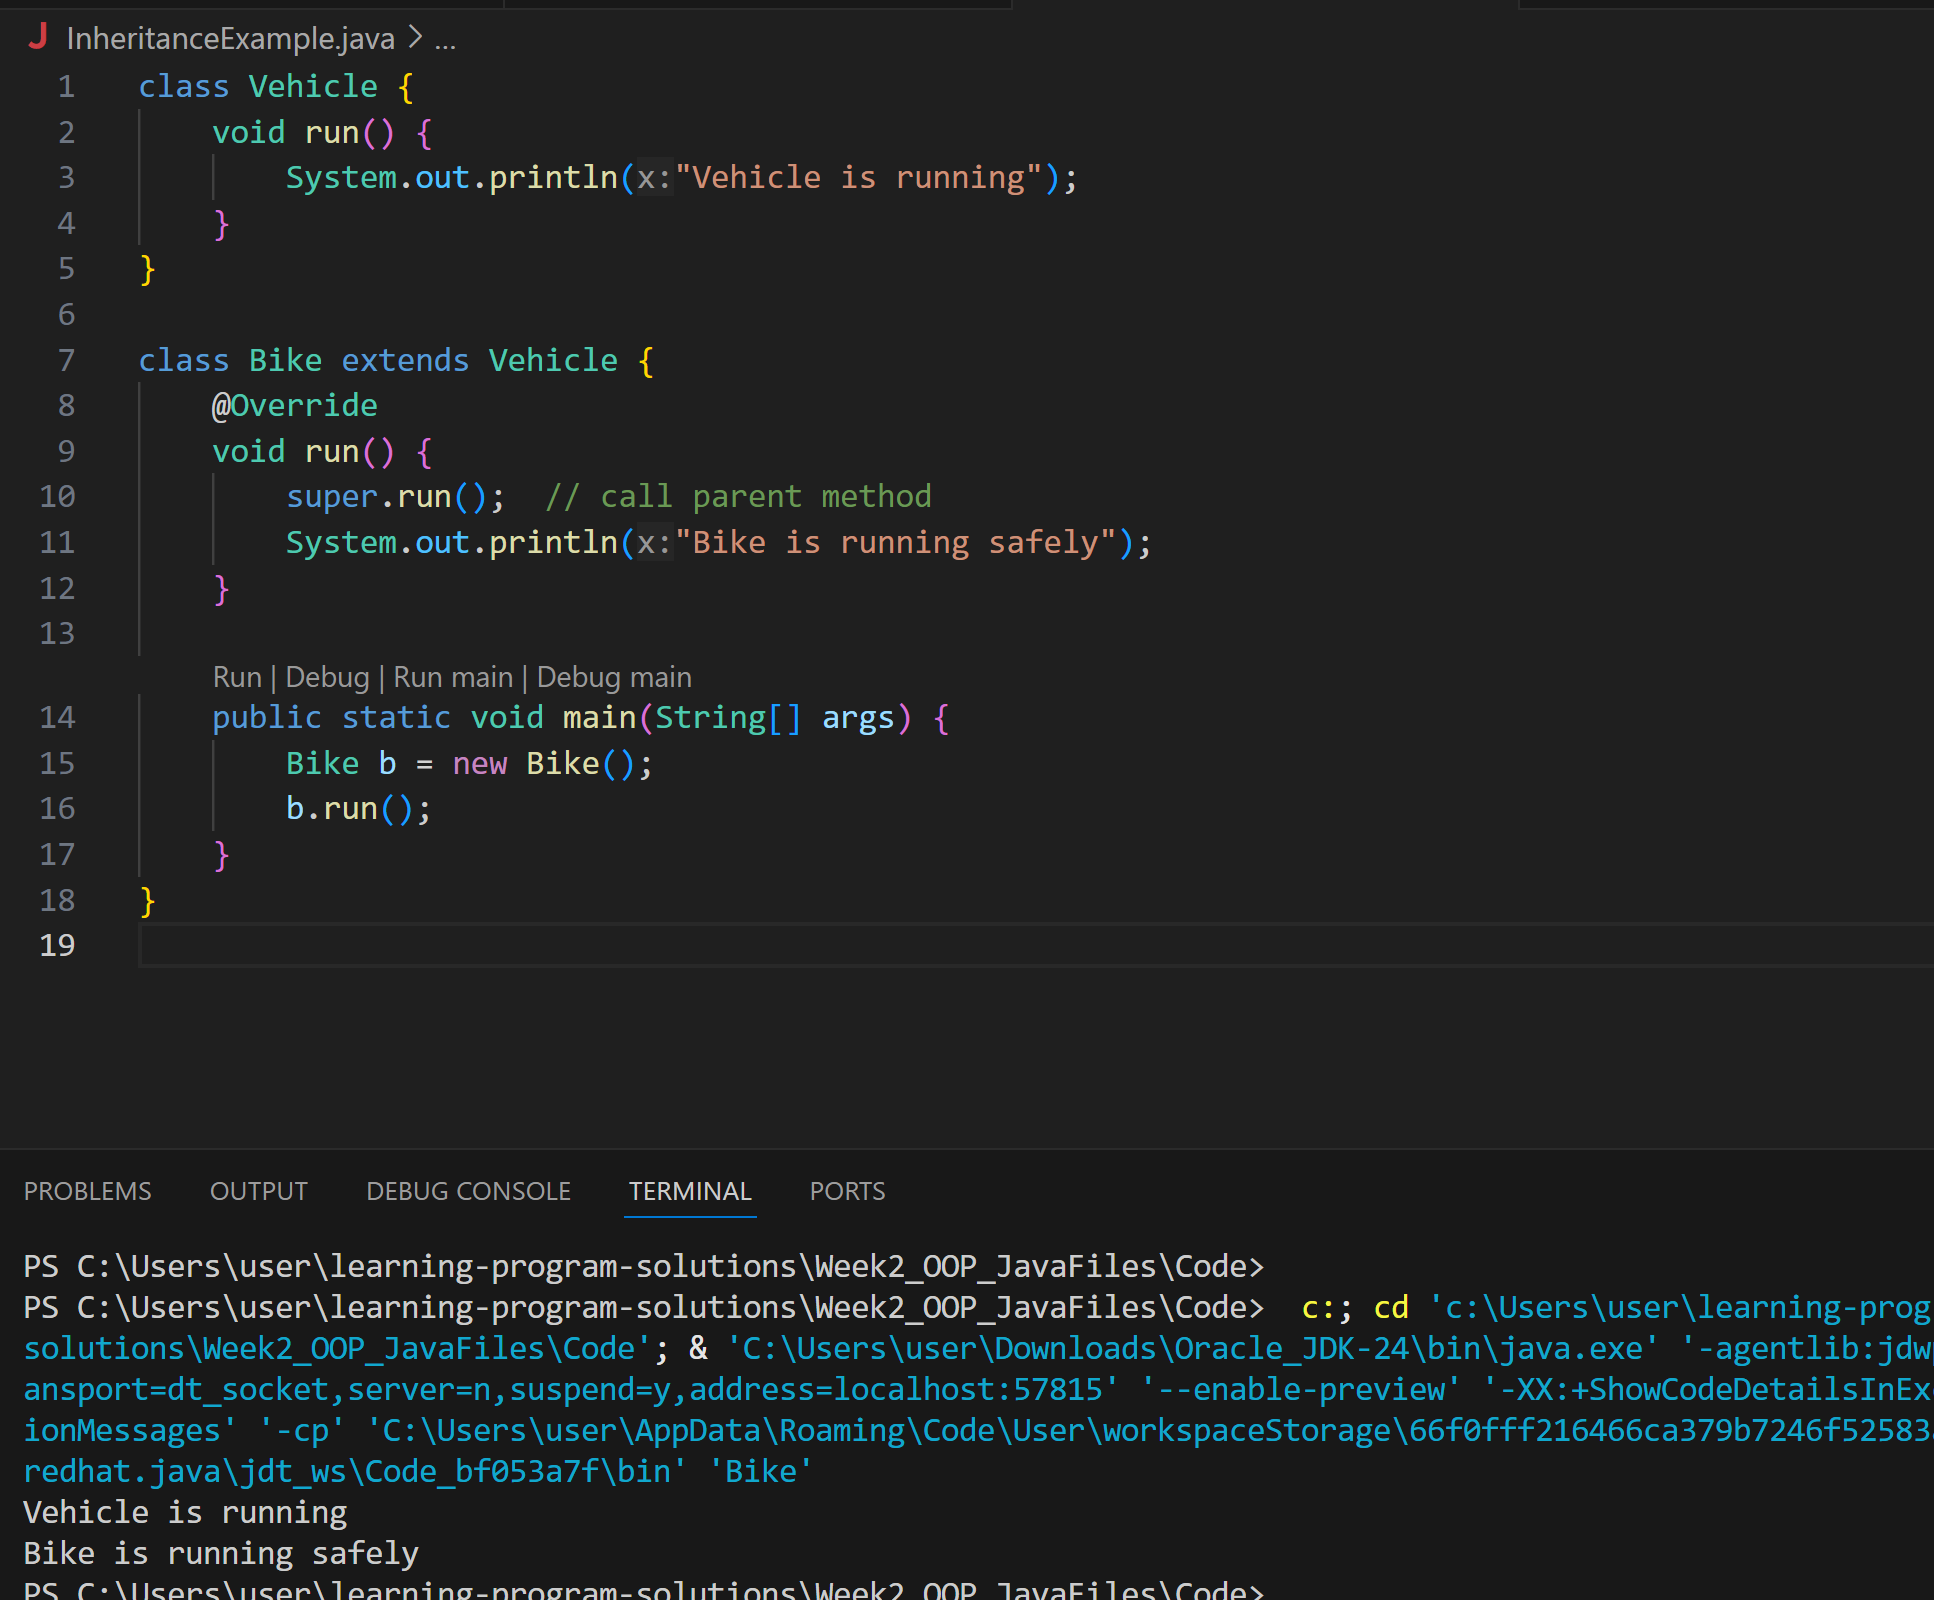 J InheritanceExample.java > ...
1 class Vehicle {
2     void run() {
3         System.out.println(x:"Vehicle is running");
4     }
5 }
6
7 class Bike extends Vehicle {
8     @Override
9     void run() {
10         super.run();  // call parent method
11         System.out.println(x:"Bike is running safely");
12     }
13
Run | Debug | Run main | Debug main
14     public static void main(String[] args) {
15         Bike b = new Bike();
16         b.run();
17     }
18 }
19
PROBLEMS OUTPUT DEBUG CONSOLE TERMINAL PORTS
PS C:\Users\user\learning-program-solutions\Week2_OOP_JavaFiles\Code>
PS C:\Users\user\learning-program-solutions\Week2_OOP_JavaFiles\Code>  c:; cd 'c:\Users\user\learning-prog
solutions\Week2_OOP_JavaFiles\Code'; & 'C:\Users\user\Downloads\Oracle_JDK-24\bin\java.exe' '-agentlib:jdw
ansport=dt_socket,server=n,suspend=y,address=localhost:57815' '--enable-preview' '-XX:+ShowCodeDetailsInEx
ionMessages' '-cp' 'C:\Users\user\AppData\Roaming\Code\User\workspaceStorage\66f0fff216466ca379b7246f52583
redhat.java\jdt_ws\Code_bf053a7f\bin' 'Bike'
Vehicle is running
Bike is running safely
PS C:\Users\user\learning-program-solutions\Week2_OOP_JavaFiles\Code>